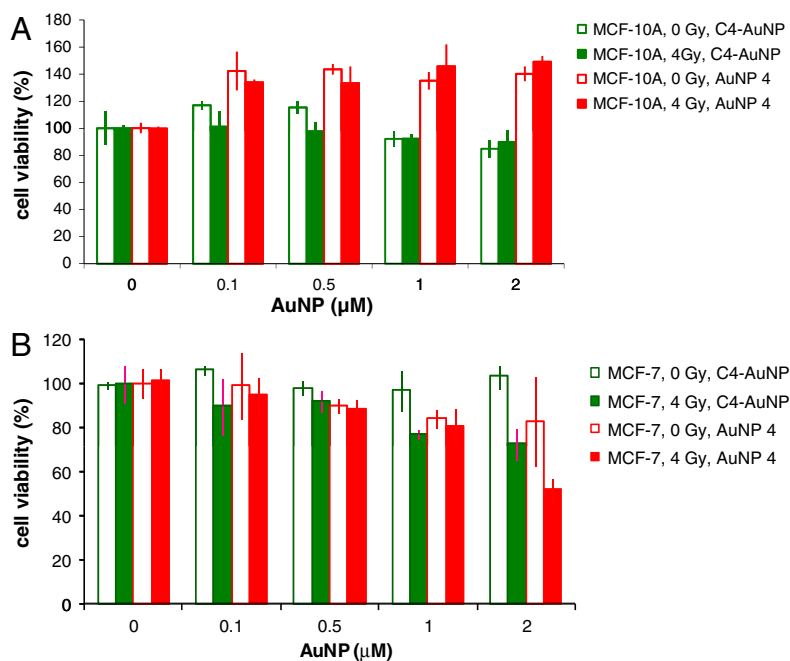 A
180
160
140
120
100
80
60
40
20
0
cell viability (%)
0 0.1 0.5 1 2
AuNP (µM)
MCF-10A, 0 Gy, C4-AuNP
MCF-10A, 4Gy, C4-AuNP
MCF-10A, 0 Gy, AuNP 4
MCF-10A, 4 Gy, AuNP 4
B
120
100
80
60
40
20
0
cell viability (%)
0 0.1 0.5 1 2
AuNP (µM)
MCF-7, 0 Gy, C4-AuNP
MCF-7, 4 Gy, C4-AuNP
MCF-7, 0 Gy, AuNP 4
MCF-7, 4 Gy, AuNP 4